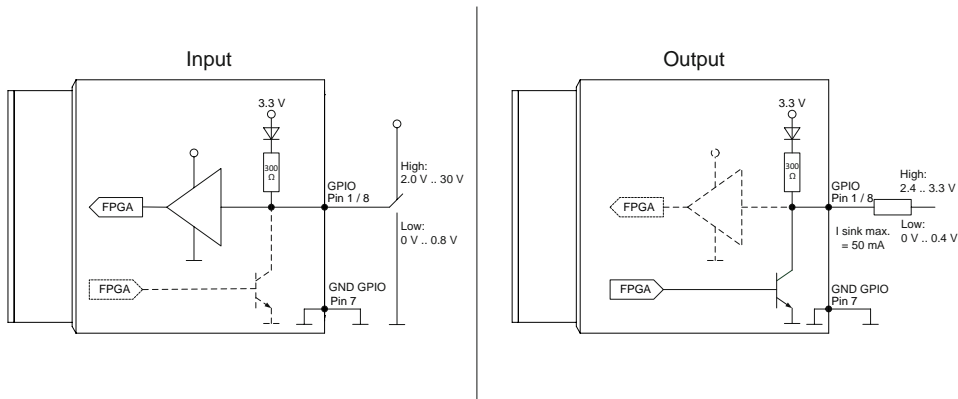 Input
3.3 V
300
Ω
High:
2.0 V .. 30 V
GPIO
Pin 1 / 8
FPGA
Low:
0 V .. 0.8 V
FPGA
GND GPIO
Pin 7
Output
3.3 V
300
Ω
High:
2.4 .. 3.3 V
GPIO
Pin 1 / 8
FPGA
I sink max.
= 50 mA
Low:
0 V .. 0.4 V
FPGA
GND GPIO
Pin 7